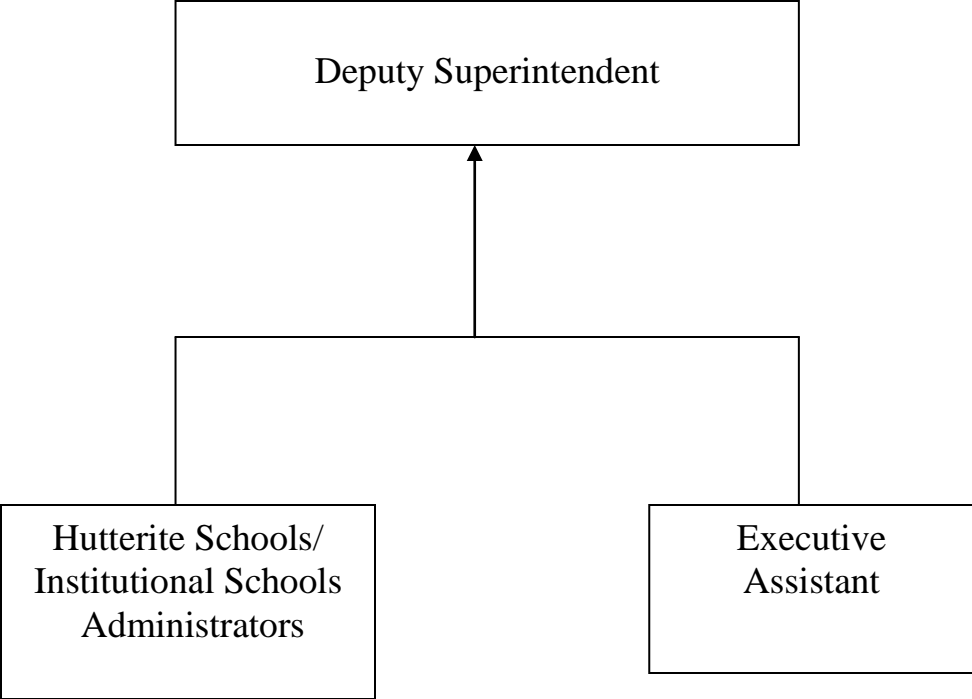 Deputy Superintendent
Hutterite Schools/
Institutional Schools
Administrators
Executive
Assistant